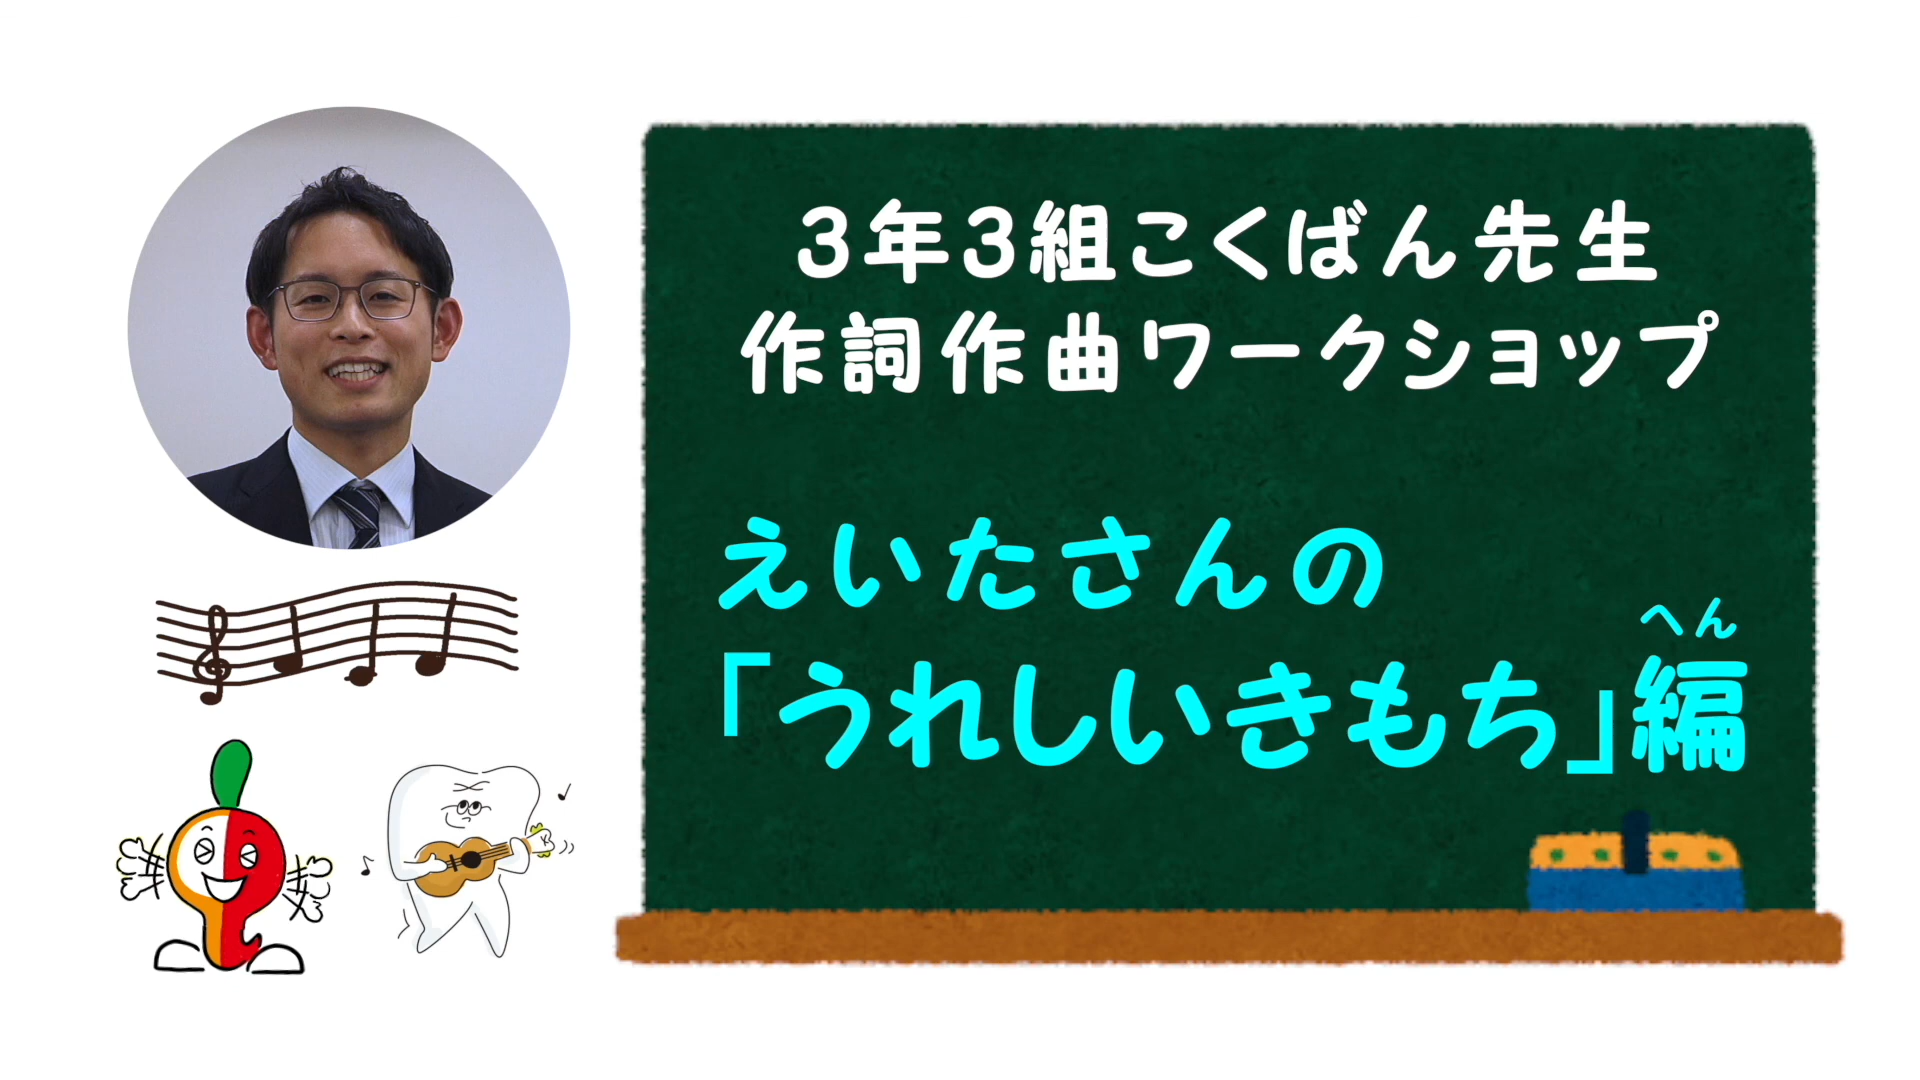 3年3組こくばん先生
作詞作曲ワークショップ
えいたさんの
へん
「うれしいきもち」編